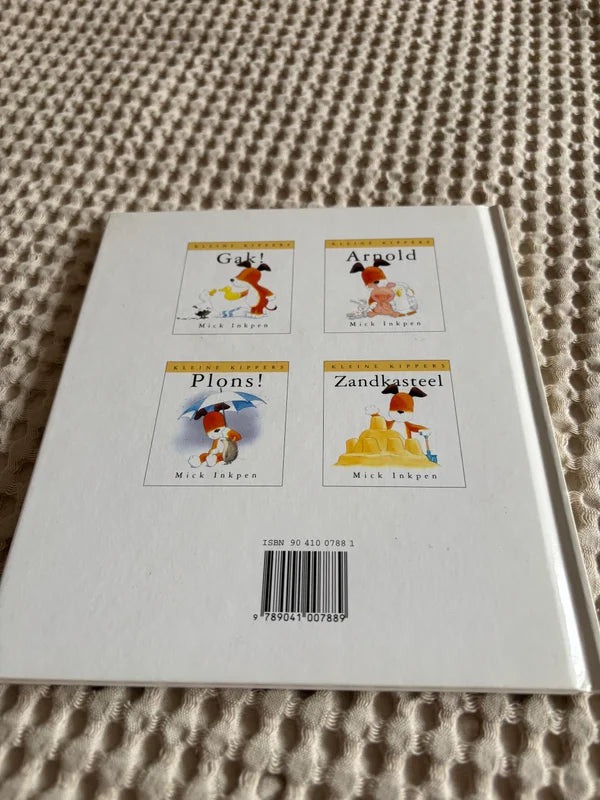 KLEINE KIPPERS
Gak!
Mick Inkpen
KLEINE KIPPERS
Arnold
Mick Inkpen
KLEINE KIPPERS
Plons!
Mick Inkpen
KLEINE KIPPERS
Zandkasteel
Mick Inkpen
ISBN 90 410 0788 1
9 789041 007889